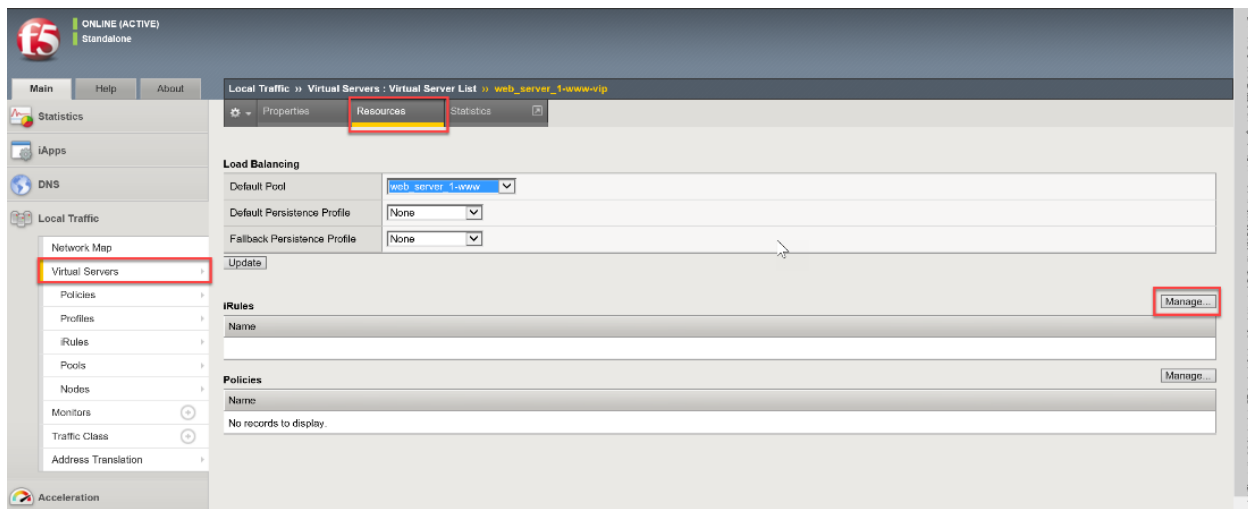 f5
ONLINE (ACTIVE)
Standalone
Main Help About
Statistics
iApps
DNS
Local Traffic
Network Map
Virtual Servers
Policies
Profiles
iRules
Pools
Nodes
Monitors
Traffic Class
Address Translation
Acceleration
Local Traffic ›› Virtual Servers : Virtual Server List ›› web_server_1-www-vip
Properties Resources Statistics
Load Balancing
Default Pool web_server_1-www
Default Persistence Profile None
Fallback Persistence Profile None
Update
iRules Manage...
Name
Policies Manage...
Name
No records to display.